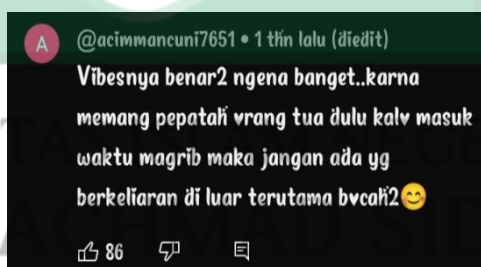 A
@acimmancuni7651 • 1 thn lalu (diedit)
Vibesnya benar2 ngena banget..karna
memang pepatah orang tua dulu kalo masuk
waktu magrib maka jangan ada yg
berkeliaran di luar terutama bocah2😊
86